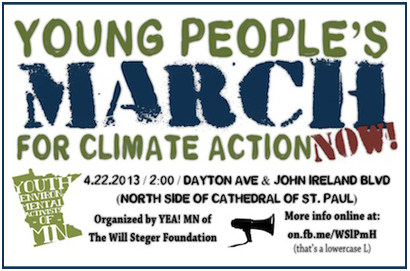 YOUNG PEOPLE'S
MARCH
FOR CLIMATE ACTION NOW!
YOUTH
ENVIRON
MENTAL
ACTIVISTS
OF
MN
4.22.2013 / 2:00 / DAYTON AVE & JOHN IRELAND BLVD
(NORTH SIDE OF CATHEDRAL OF ST. PAUL)
Organized by YEA! MN of
The Will Steger Foundation
More info online at:
on.fb.me/WSlPmH
(that's a lowercase L)